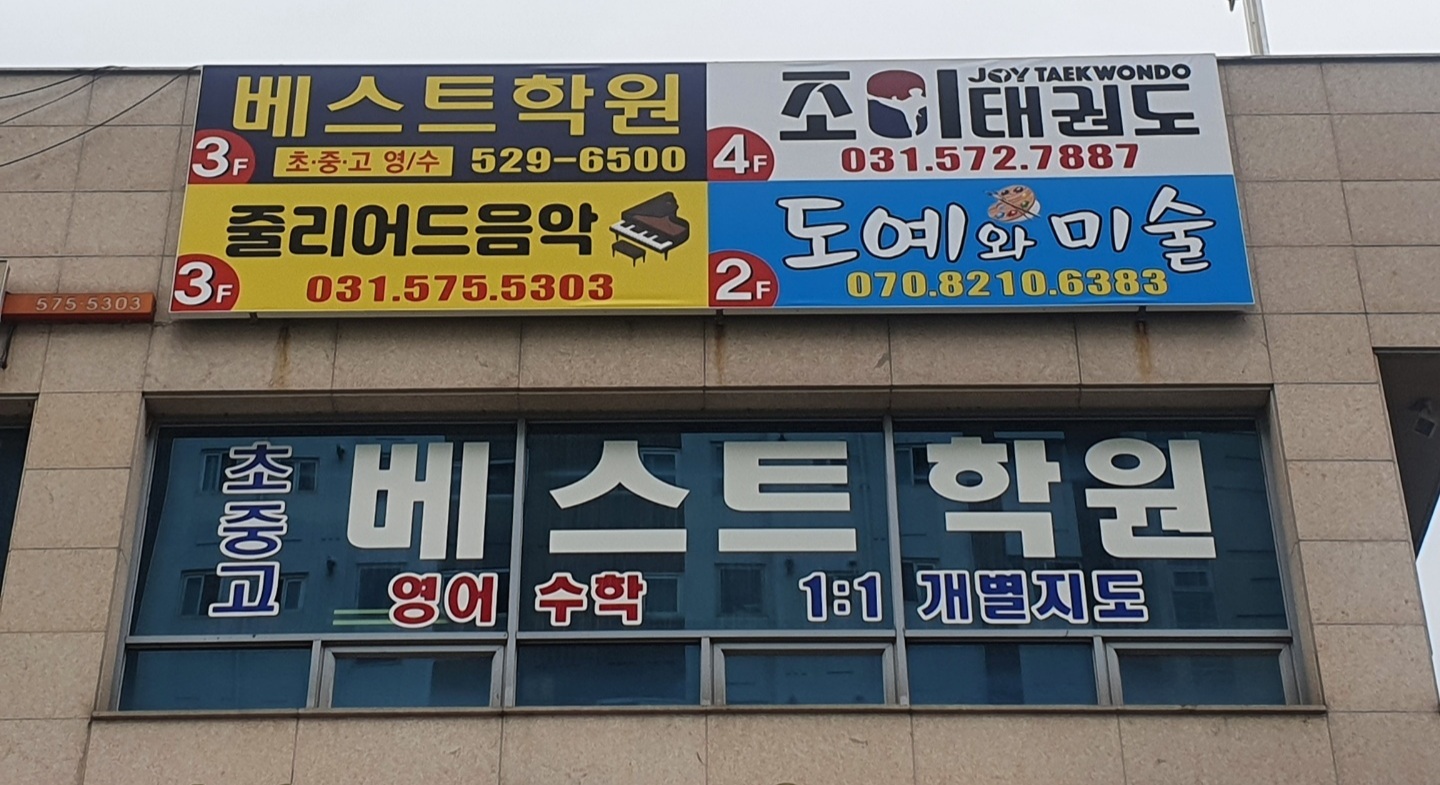 베스트학원
3F 초·중·고 영/수 529-6500
JOY TAEKWONDO
조이태권도
4F 031.572.7887
줄리어드음악
3F 031.575.5303
도예와 미술
2F 070.8210.6383
575-5303
초중고
베스트학원
영어 수학 1:1 개별지도